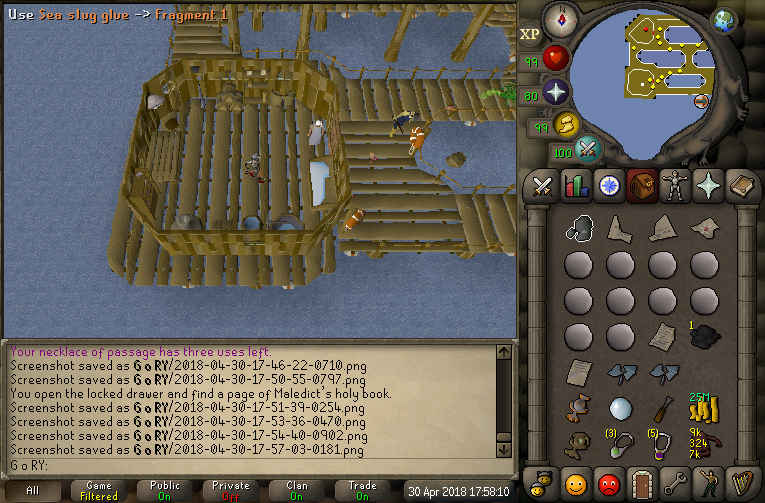 Use Sea slug glue -> Fragment 1
XP
99
80
99
100
Your necklace of passage has three uses left.
Screenshot saved as G o RY/2018-04-30-17-46-22-0710.png
Screenshot saved as G o RY/2018-04-30-17-50-55-0797.png
You open the locked drawer and find a page of Maledict's holy book.
Screenshot saved as G o RY/2018-04-30-17-51-39-0254.png
Screenshot saved as G o RY/2018-04-30-17-53-36-0470.png
Screenshot saved as G o RY/2018-04-30-17-54-40-0902.png
Screenshot saved as G o RY/2018-04-30-17-57-03-0181.png
G o RY:
All
Game
Filtered
Public
On
Private
Off
Clan
On
Trade
On
30 Apr 2018 17:58:10
1
25M
(3)
(5)
9k
324
7k